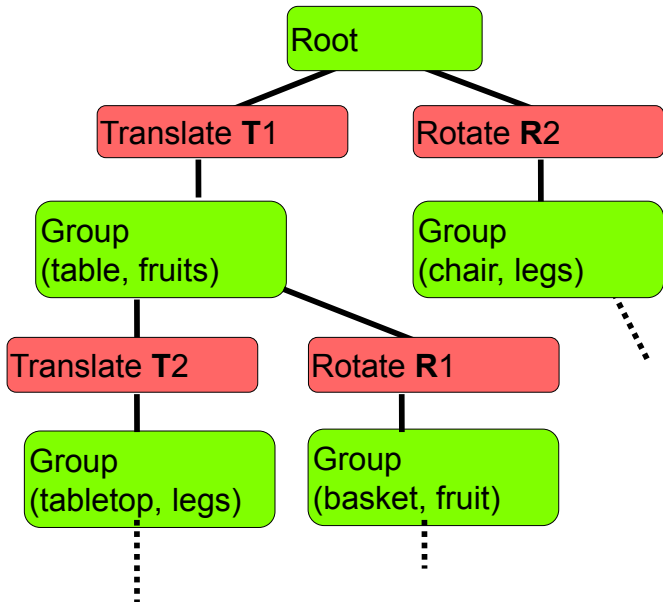 Root
Translate T1
Rotate R2
Group
(table, fruits)
Group
(chair, legs)
Translate T2
Rotate R1
Group
(tabletop, legs)
Group
(basket, fruit)